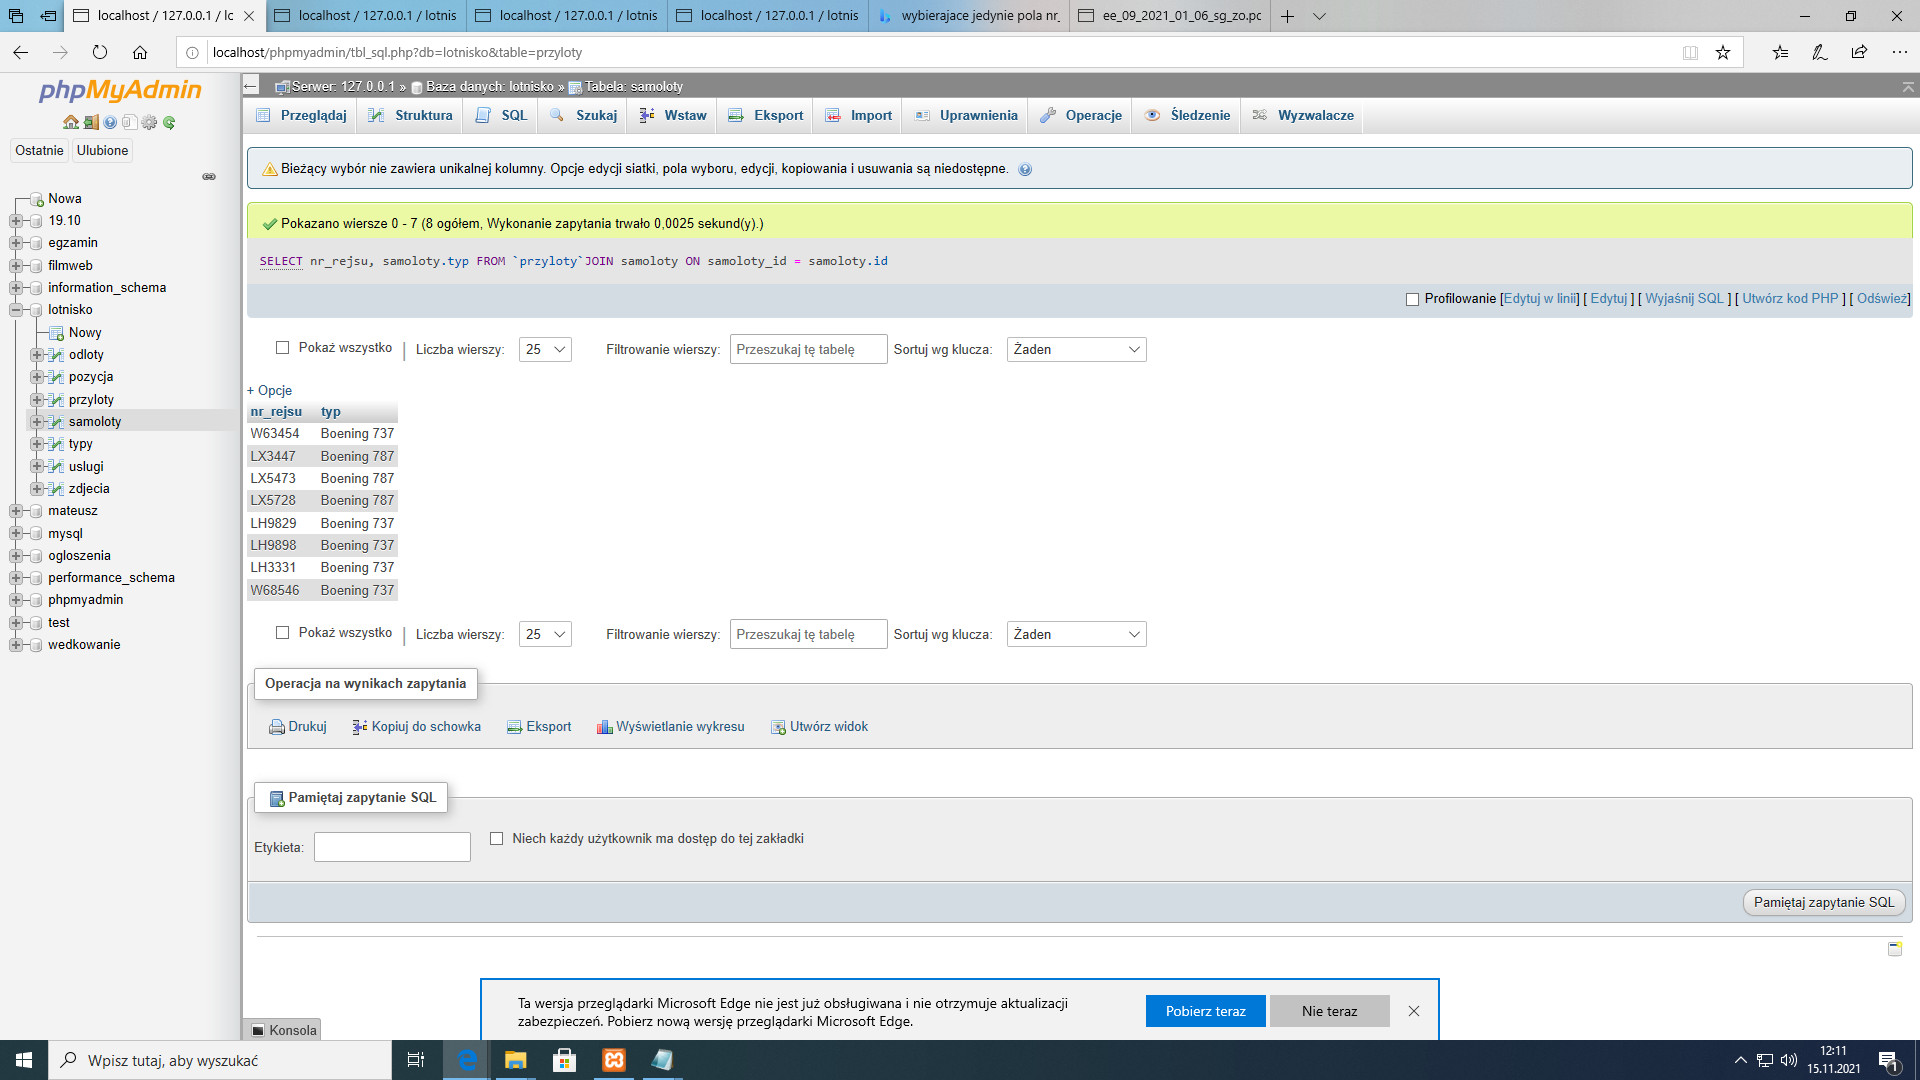 localhost / 127.0.0.1 / lc
localhost / 127.0.0.1 / lotnis
localhost / 127.0.0.1 / lotnis
localhost / 127.0.0.1 / lotnis
wybierajace jedynie pola nr_
ee_09_2021_01_06_sg_zo.pc
localhost/phpmyadmin/tbl_sql.php?db=lotnisko&table=przyloty
phpMyAdmin
Ostatnie
Ulubione
Nowa
19.10
egzamin
filmweb
information_schema
lotnisko
Nowy
odloty
pozycja
przyloty
samoloty
typy
uslugi
zdjecia
mateusz
mysql
ogloszenia
performance_schema
phpmyadmin
test
wedkowanie
Serwer: 127.0.0.1 » Baza danych: lotnisko » Tabela: samoloty
Przeglądaj
Struktura
SQL
Szukaj
Wstaw
Eksport
Import
Uprawnienia
Operacje
Śledzenie
Wyzwalacze
Bieżący wybór nie zawiera unikalnej kolumny. Opcje edycji siatki, pola wyboru, edycji, kopiowania i usuwania są niedostępne.
Pokazano wiersze 0 - 7 (8 ogółem, Wykonanie zapytania trwało 0,0025 sekund(y).)
SELECT nr_rejsu, samoloty.typ FROM `przyloty`JOIN samoloty ON samoloty_id = samoloty.id
Profilowanie [Edytuj w linii] [ Edytuj ] [ Wyjaśnij SQL ] [ Utwórz kod PHP ] [ Odśwież]
Pokaż wszystko | Liczba wierszy: 25 Filtrowanie wierszy: Przeszukaj tę tabelę Sortuj wg klucza: Żaden
+ Opcje
nr_rejsu typ
W63454 Boening 737
LX3447 Boening 787
LX5473 Boening 787
LX5728 Boening 787
LH9829 Boening 737
LH9898 Boening 737
LH3331 Boening 737
W68546 Boening 737
Pokaż wszystko | Liczba wierszy: 25 Filtrowanie wierszy: Przeszukaj tę tabelę Sortuj wg klucza: Żaden
Operacja na wynikach zapytania
Drukuj
Kopiuj do schowka
Eksport
Wyświetlanie wykresu
Utwórz widok
Pamiętaj zapytanie SQL
Etykieta:
Niech każdy użytkownik ma dostęp do tej zakładki
Pamiętaj zapytanie SQL
Ta wersja przeglądarki Microsoft Edge nie jest już obsługiwana i nie otrzymuje aktualizacji
zabezpieczeń. Pobierz nową wersję przeglądarki Microsoft Edge.
Pobierz teraz
Nie teraz
Konsola
Wpisz tutaj, aby wyszukać
12:11
15.11.2021
1